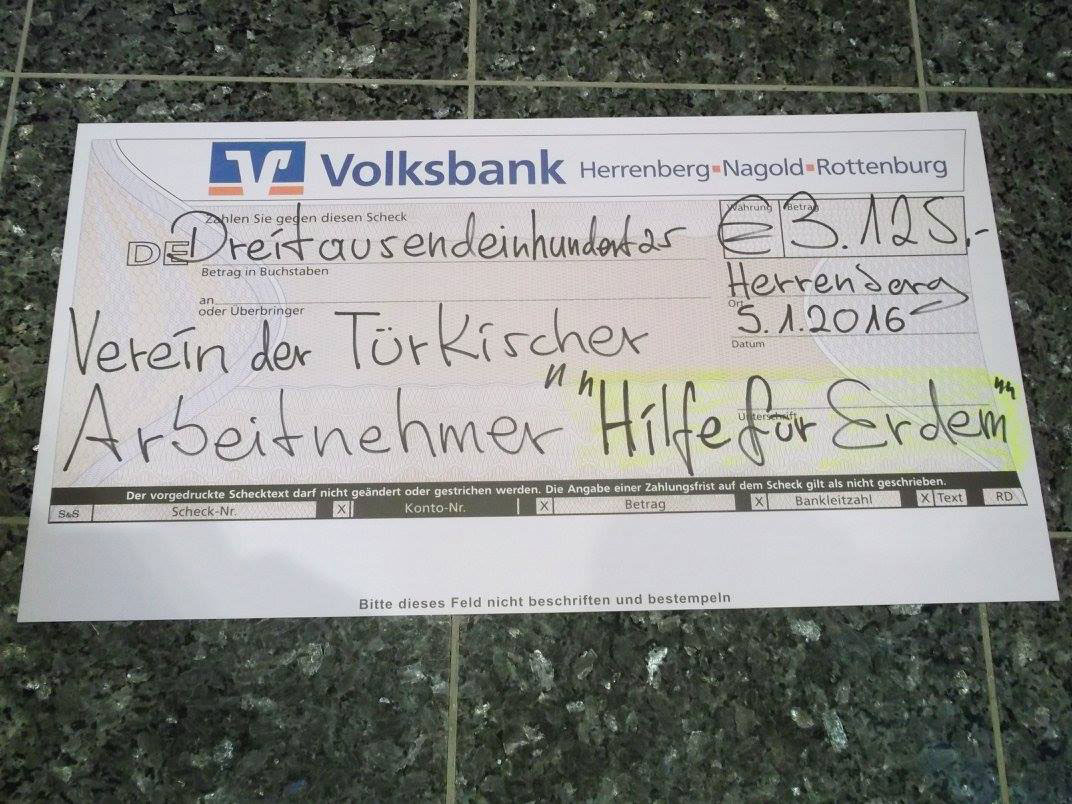 Volksbank Herrenberg▪Nagold▪Rottenburg
Zahlen Sie gegen diesen Scheck
Währung Betrag
DE Dreitausendeinhundert25 € 3.125.-
Betrag in Buchstaben
Herrenberg
an
oder Überbringer
Ort
5.1.2016
Datum
Verein der Türkischer
Arbeitnehmer "" "Hilfe für Erdem"
Unterschrift
Der vorgedruckte Schecktext darf nicht geändert oder gestrichen werden. Die Angabe einer Zahlungsfrist auf dem Scheck gilt als nicht geschrieben.
S&S Scheck-Nr. X Konto-Nr. X Betrag X Bankleitzahl X Text RD
Bitte dieses Feld nicht beschriften und bestempeln